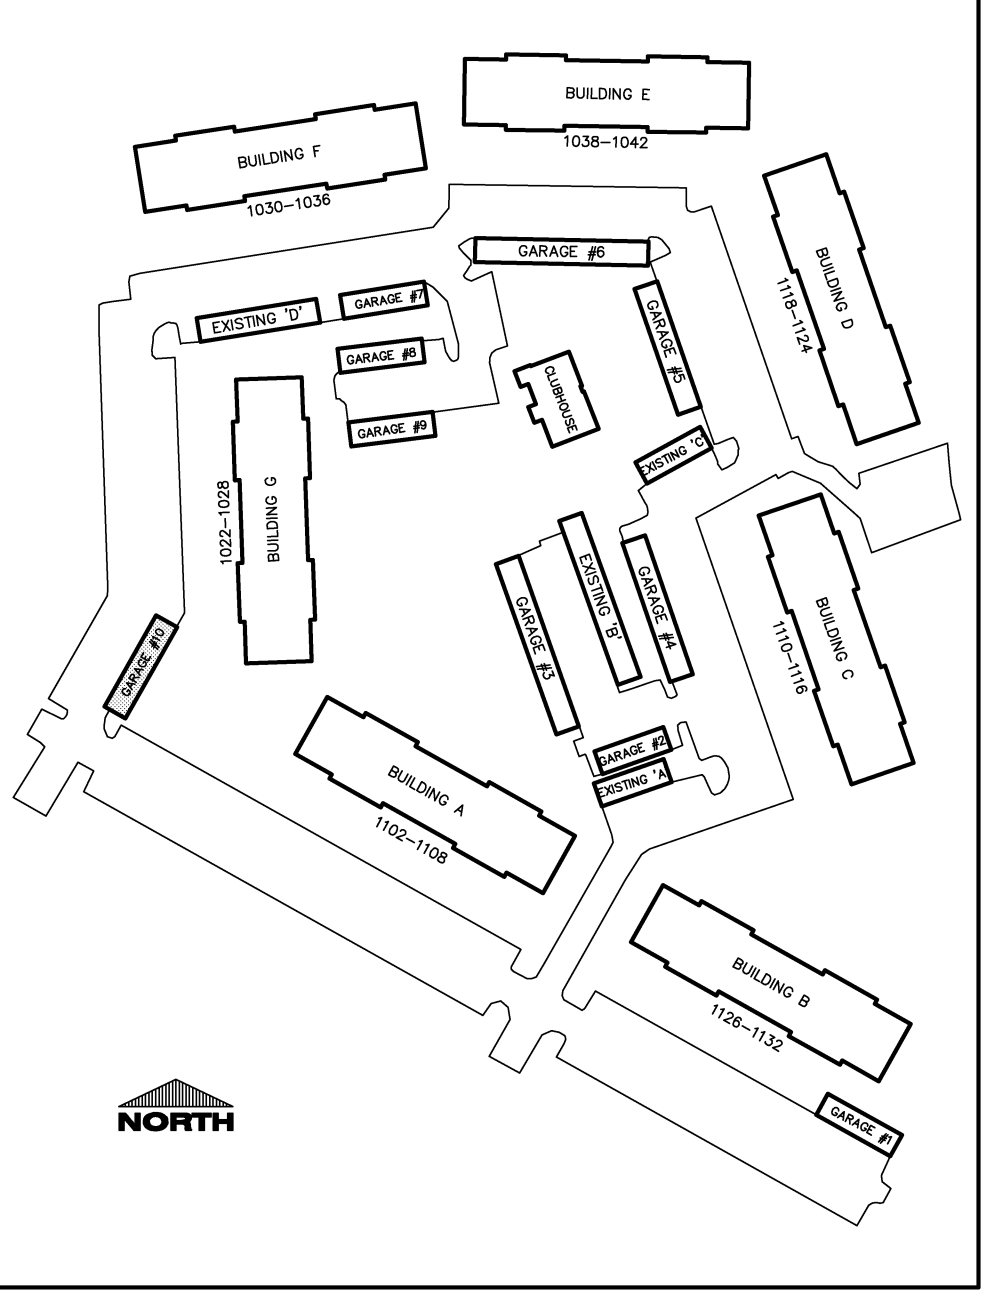 BUILDING E
1038-1042
BUILDING F
1030-1036
GARAGE #6
BUILDING D
1118-1124
GARAGE #7
EXISTING 'D'
GARAGE #5
GARAGE #8
CLUBHOUSE
GARAGE #9
EXISTING 'C'
BUILDING G
1022-1028
EXISTING 'B'
GARAGE #4
GARAGE #3
BUILDING C
1110-1116
GARAGE #10
GARAGE #2
EXISTING 'A
BUILDING A
1102-1108
BUILDING B
1126-1132
GARAGE #1
NORTH